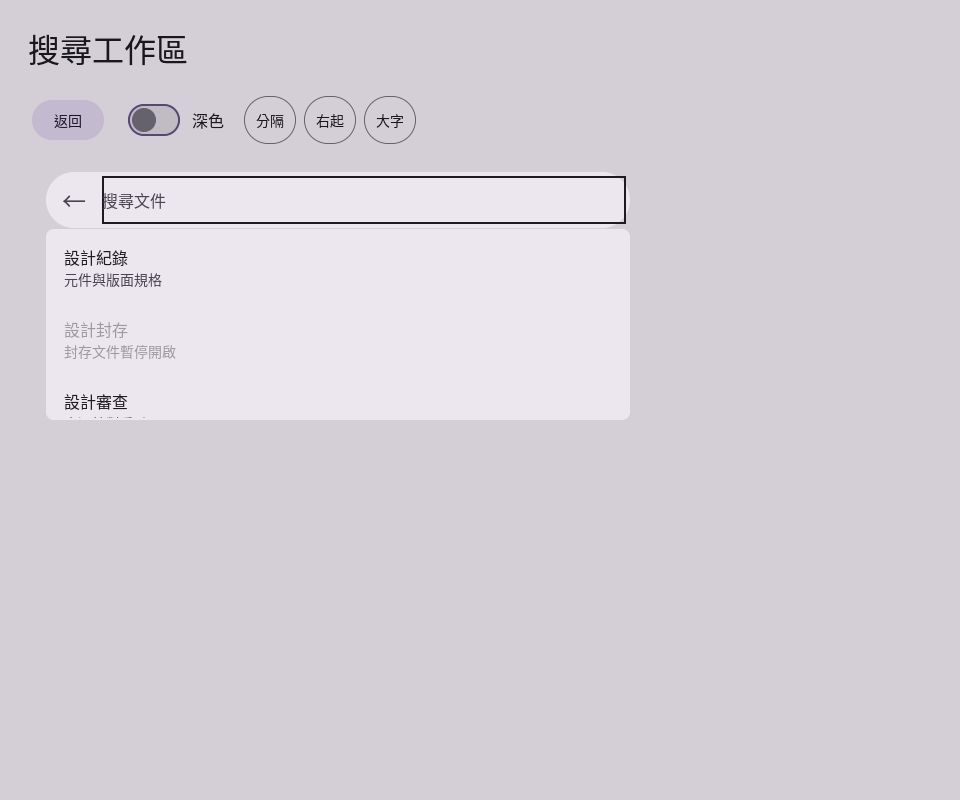 搜尋工作區
返回
深色
分隔
右起
大字
搜尋文件
設計紀錄
元件與版面規格
設計封存
封存文件暫停開啟
設計審查